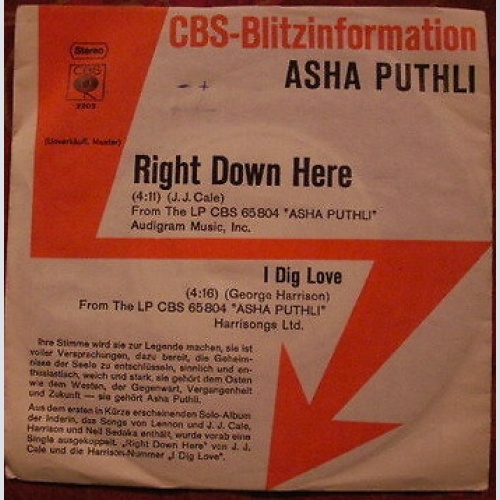 CBS-Blitzinformation
Stereo
CBS
2207
ASHA PUTHLI
(Unverkäufl. Muster)
Right Down Here
(4:11) (J. J. Cale)
From The LP CBS 65804 "ASHA PUTHLI"
Audigram Music, Inc.
I Dig Love
(4:16) (George Harrison)
From The LP CBS 65804 "ASHA PUTHLI"
Harrisongs Ltd.
Ihre Stimme wird sie zur Legende machen, sie ist
voller Versprechungen, dazu bereit, die Geheim-
nisse der Seele zu entschlüsseln, sinnlich und en-
thusiastisch, weich und stark, sie gehört dem Osten
wie dem Westen, der Gegenwart, Vergangenheit
und Zukunft — sie gehört Asha Puthli.
Aus dem ersten in Kürze erscheinenden Solo-Album
der Inderin, das Songs von Lennon und J. J. Cale,
Harrison und Neil Sedaka enthält, wurde vorab eine
Single ausgekoppelt. „Right Down Here" von J. J.
Cale und die Harrison-Nummer „I Dig Love".